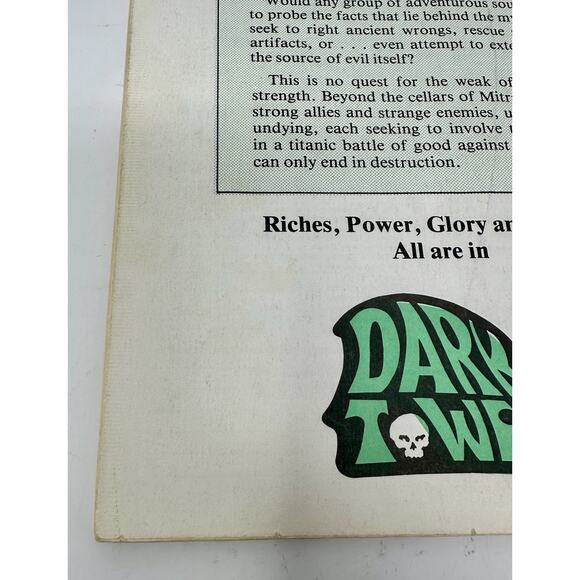 Would any group of adventurous sou
to probe the facts that lie behind the my
seek to right ancient wrongs, rescue
artifacts, or . . . even attempt to exte
the source of evil itself?
This is no quest for the weak of
strength. Beyond the cellars of Mitr
strong allies and strange enemies, u
undying, each seeking to involve t
in a titanic battle of good against
can only end in destruction.
Riches, Power, Glory an
All are in
DARK
TOWE